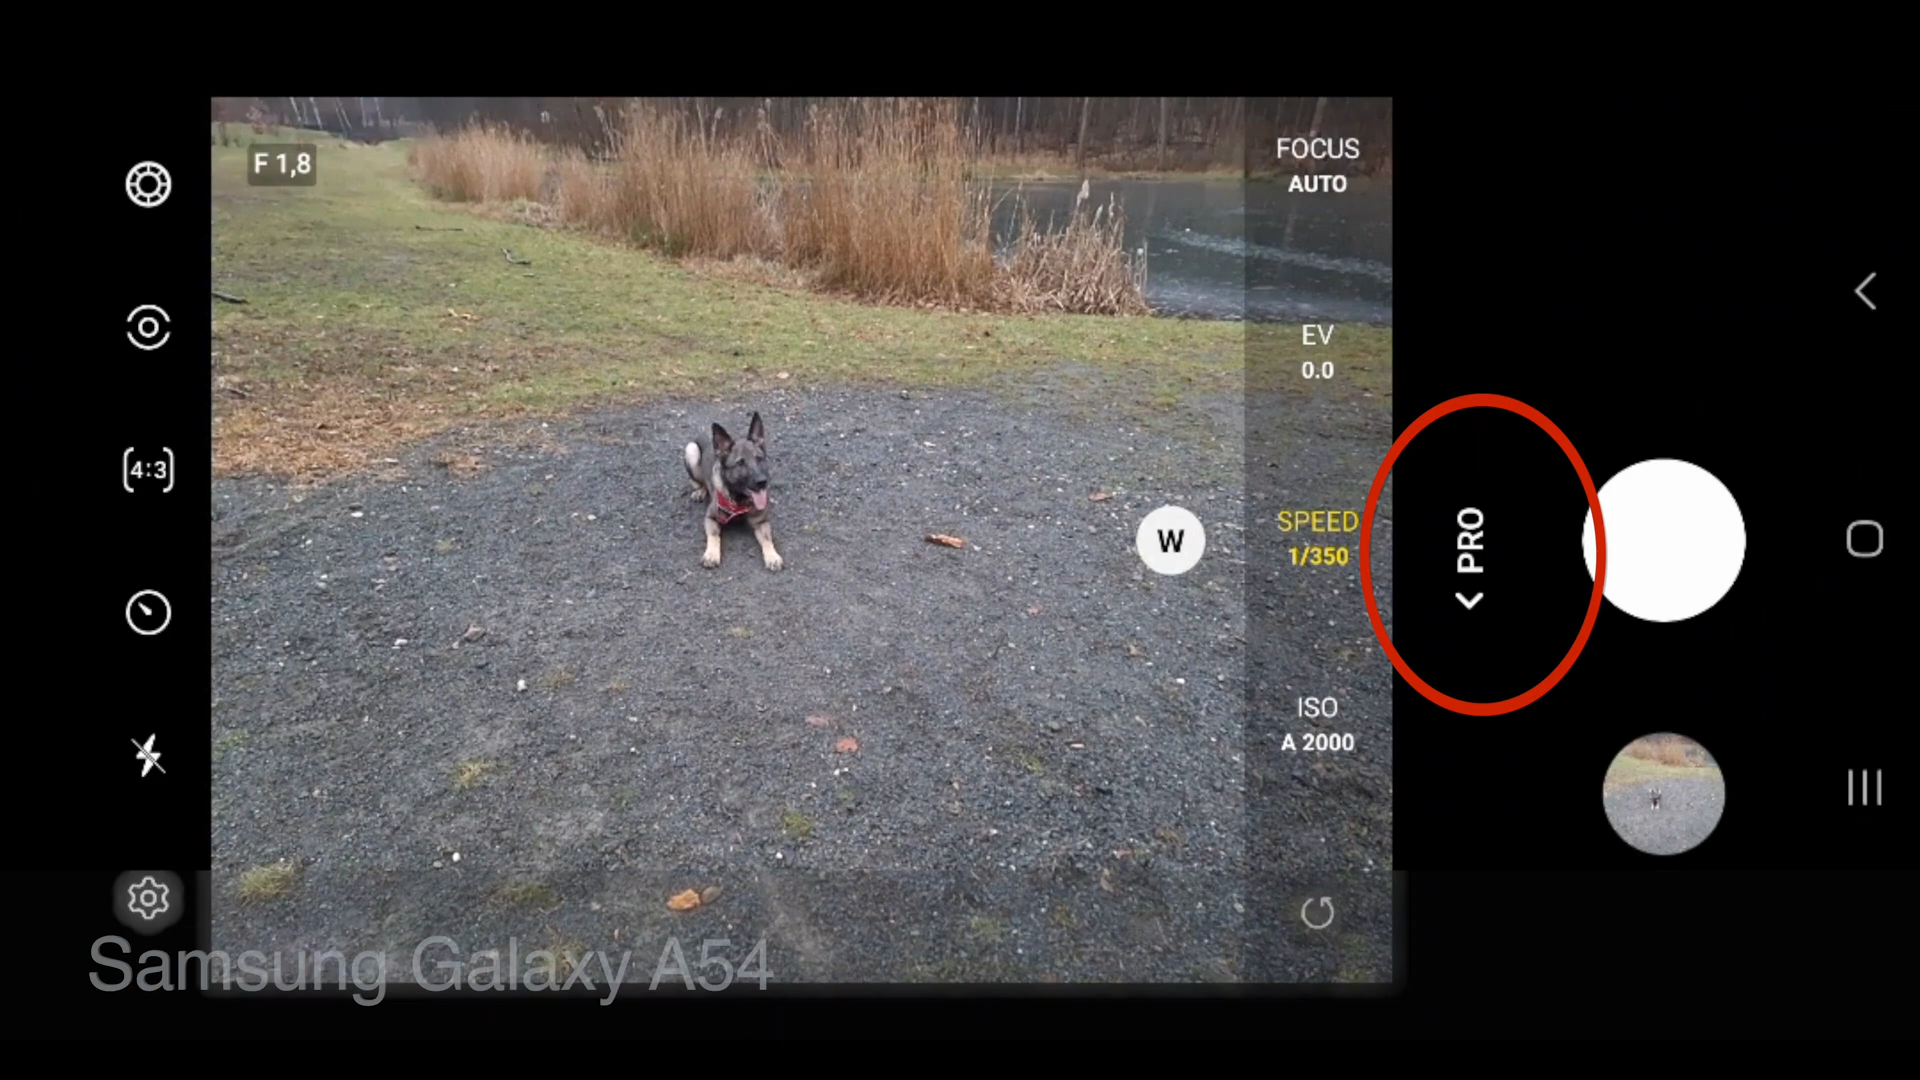 F 1,8
FOCUS
AUTO
EV
0.0
4:3
W
SPEED
1/350
PRO
ISO
A 2000
Samsung Galaxy A54